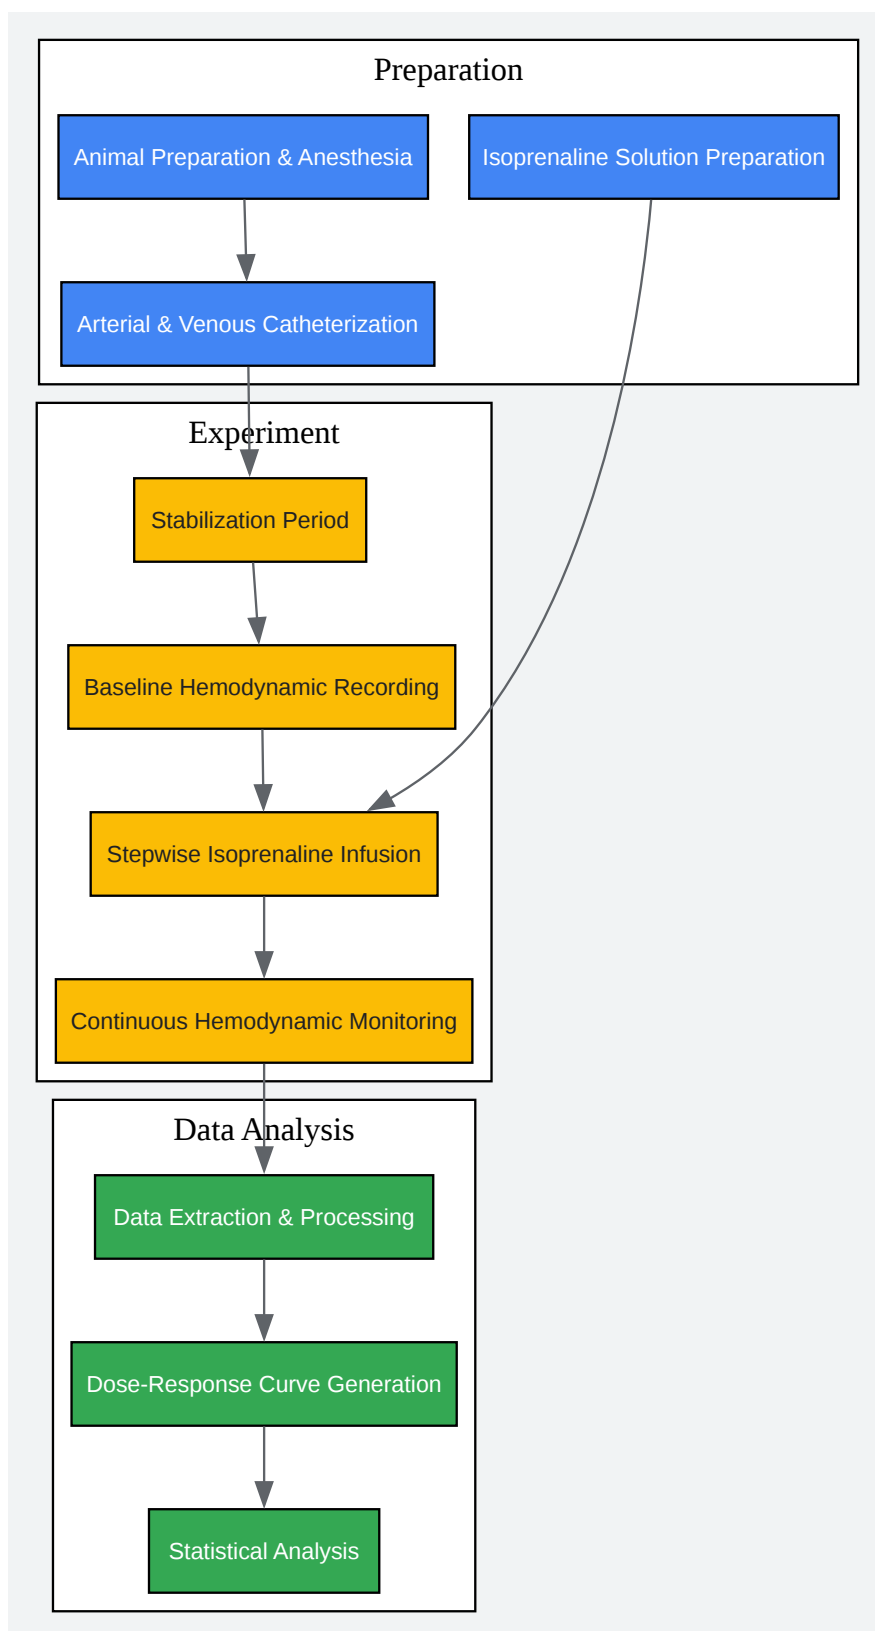 Preparation
Animal Preparation & Anesthesia
Isoprenaline Solution Preparation
Arterial & Venous Catheterization
Experiment
Stabilization Period
Baseline Hemodynamic Recording
Stepwise Isoprenaline Infusion
Continuous Hemodynamic Monitoring
Data Analysis
Data Extraction & Processing
Dose-Response Curve Generation
Statistical Analysis